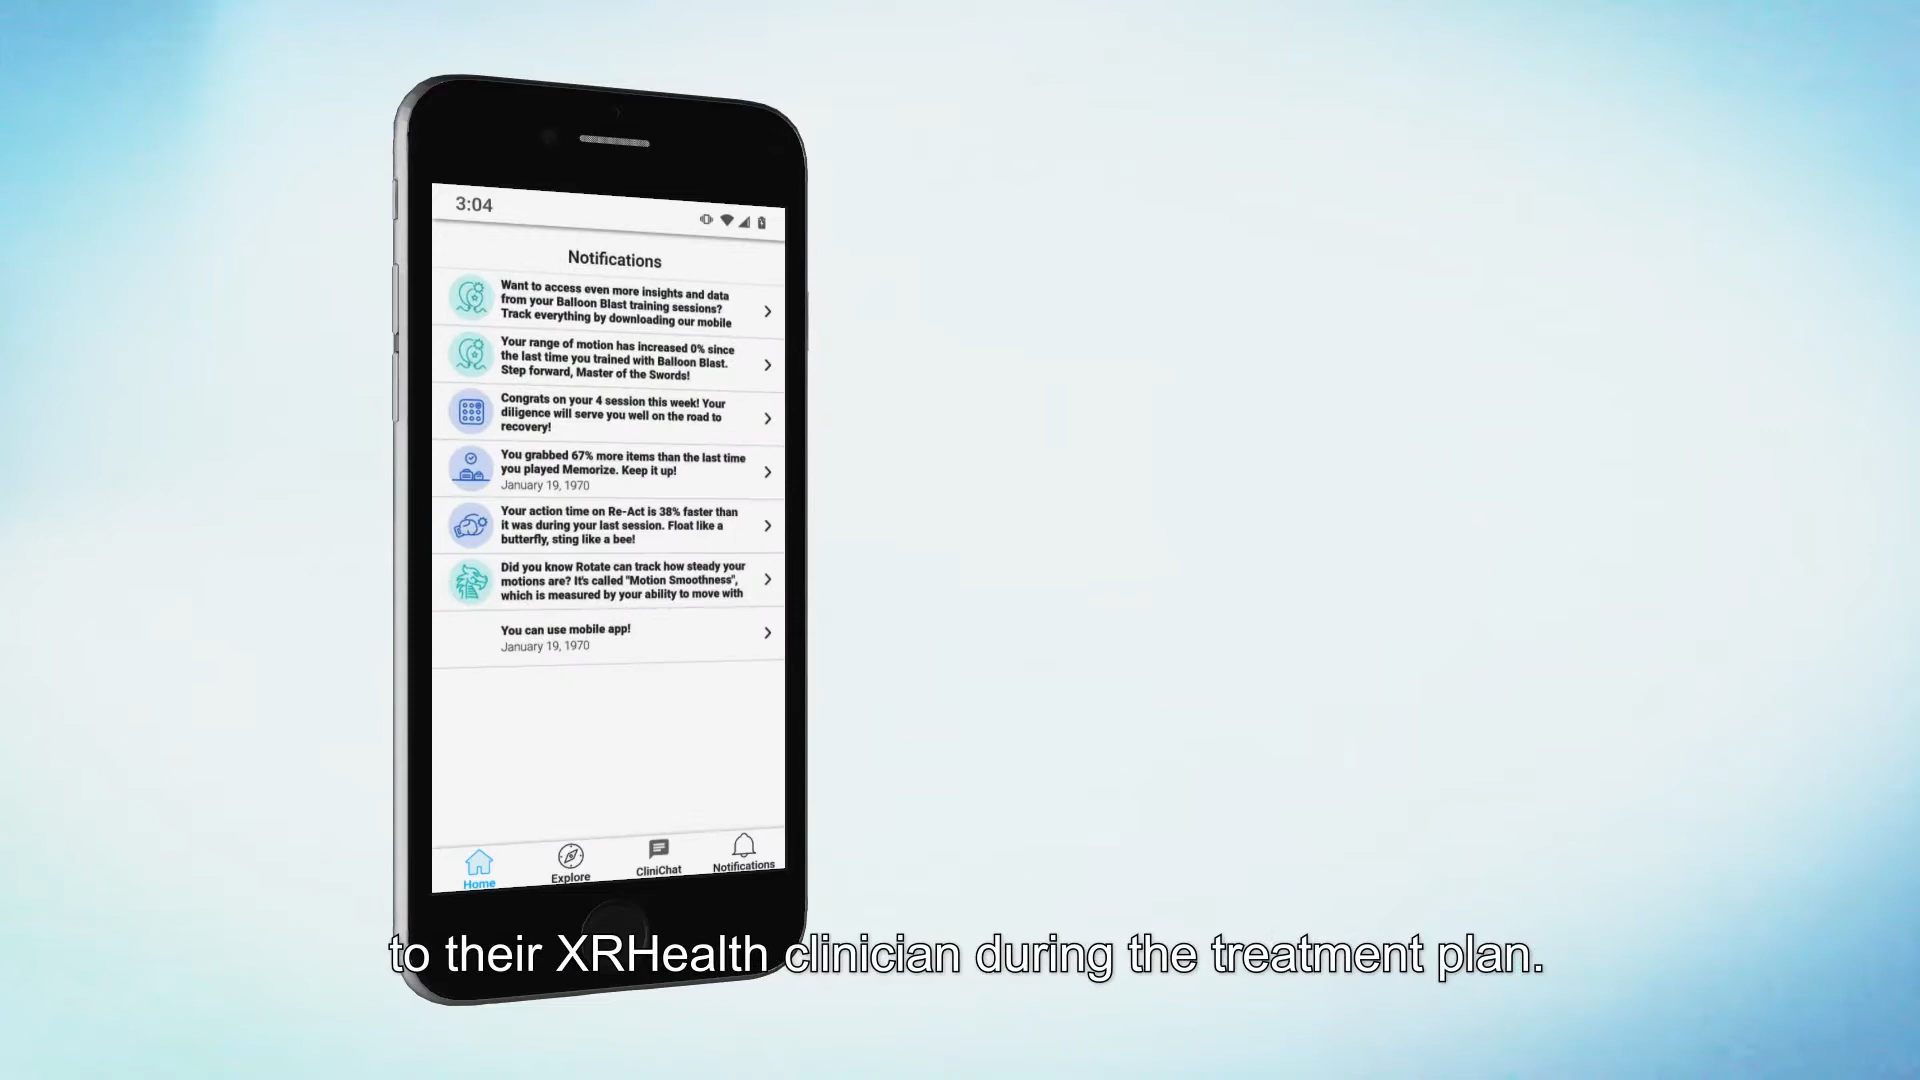 3:04
Notifications
Want to access even more insights and data
from your Balloon Blast training sessions?
Track everything by downloading our mobile
Your range of motion has increased 0% since
the last time you trained with Balloon Blast.
Step forward, Master of the Swords!
Congrats on your 4 session this week! Your
diligence will serve you well on the road to
recovery!
You grabbed 67% more items than the last time
you played Memorize. Keep it up!
January 19, 1970
Your action time on Re-Act is 38% faster than
it was during your last session. Float like a
butterfly, sting like a bee!
Did you know Rotate can track how steady your
motions are? It's called "Motion Smoothness",
which is measured by your ability to move with
You can use mobile app!
January 19, 1970
Home
Explore
CliniChat
Notifications
to their XRHealth clinician during the treatment plan.